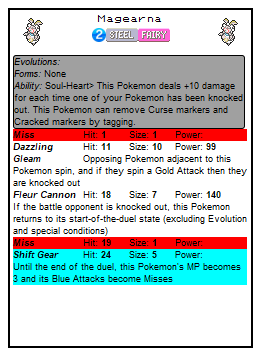 Magearna
2 STEEL FAIRY
Evolutions:
Forms: None
Ability: Soul-Heart> This Pokemon deals +10 damage
for each time one of your Pokemon has been knocked
out. This Pokemon can remove Curse markers and
Cracked markers by tagging.
Miss Hit: 1 Size: 1 Power:
Dazzling Hit: 11 Size: 10 Power: 99
Gleam Opposing Pokemon adjacent to this
Pokemon spin, and if they spin a Gold Attack then they
are knocked out
Fleur Cannon Hit: 18 Size: 7 Power: 140
If the battle opponent is knocked out, this Pokemon
returns to its start-of-the-duel state (excluding Evolution
and special conditions)
Miss Hit: 19 Size: 1 Power:
Shift Gear Hit: 24 Size: 5 Power:
Until the end of the duel, this Pokemon's MP becomes
3 and its Blue Attacks become Misses